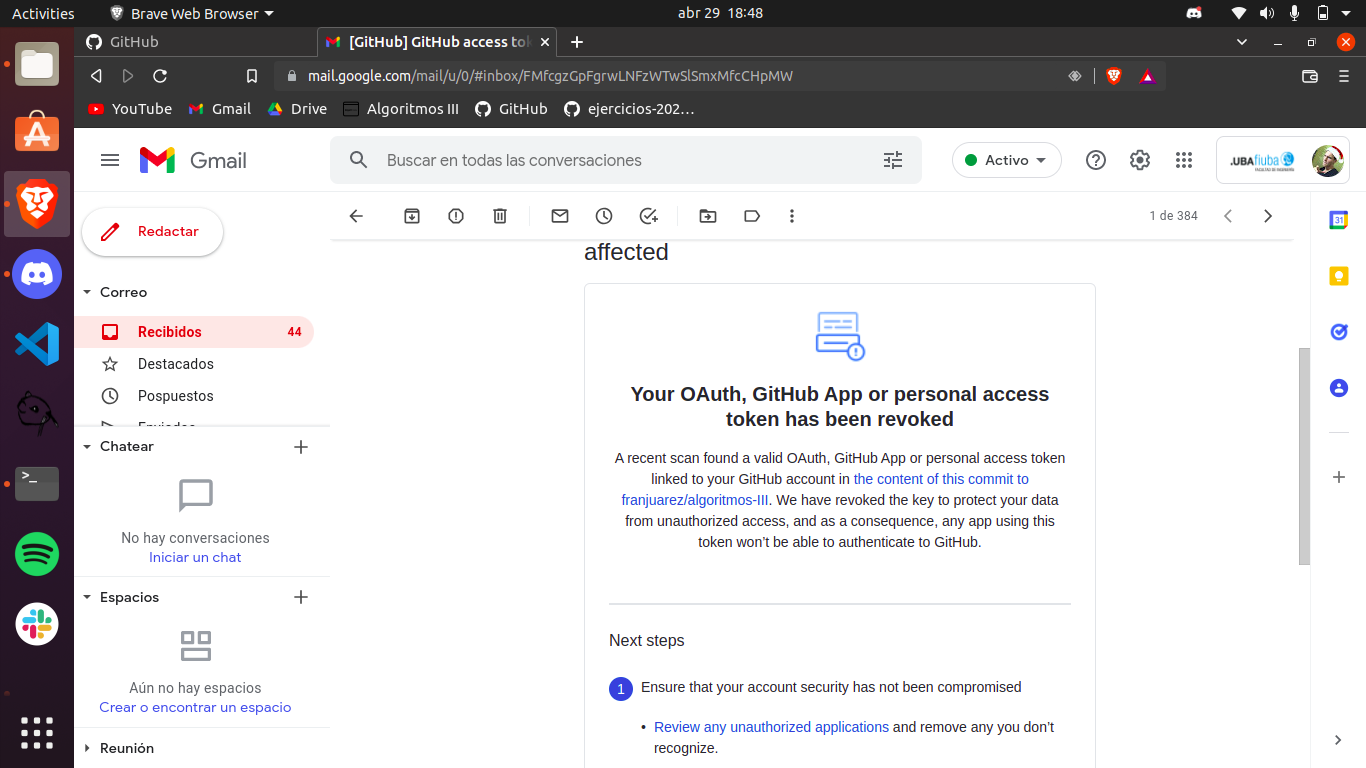 Activities
Brave Web Browser
abr 29 18:48
GitHub
[GitHub] GitHub access tok
mail.google.com/mail/u/0/#inbox/FMfcgzGpFgrwLNFzWTwSlSmxMfcCHpMW
YouTube
Gmail
Drive
Algoritmos III
GitHub
ejercicios-202…
Gmail
Buscar en todas las conversaciones
Activo
.UBAfiuba
FACULTAD DE INGENIERÍA
Redactar
1 de 384
Correo
Recibidos 44
Destacados
Pospuestos
Enviados
Chatear
No hay conversaciones
Iniciar un chat
Espacios
Aún no hay espacios
Crear o encontrar un espacio
Reunión
affected
Your OAuth, GitHub App or personal access
token has been revoked
A recent scan found a valid OAuth, GitHub App or personal access token
linked to your GitHub account in the content of this commit to
franjuarez/algoritmos-III. We have revoked the key to protect your data
from unauthorized access, and as a consequence, any app using this
token won’t be able to authenticate to GitHub.
Next steps
1 Ensure that your account security has not been compromised
• Review any unauthorized applications and remove any you don’t
recognize.
31
>_